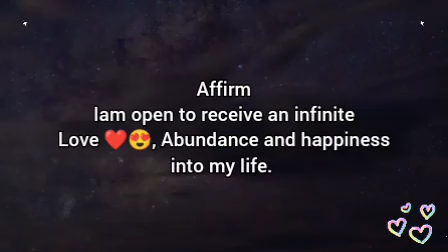 Affirm
Iam open to receive an infinite
Love ❤️😍, Abundance and happiness
into my life.